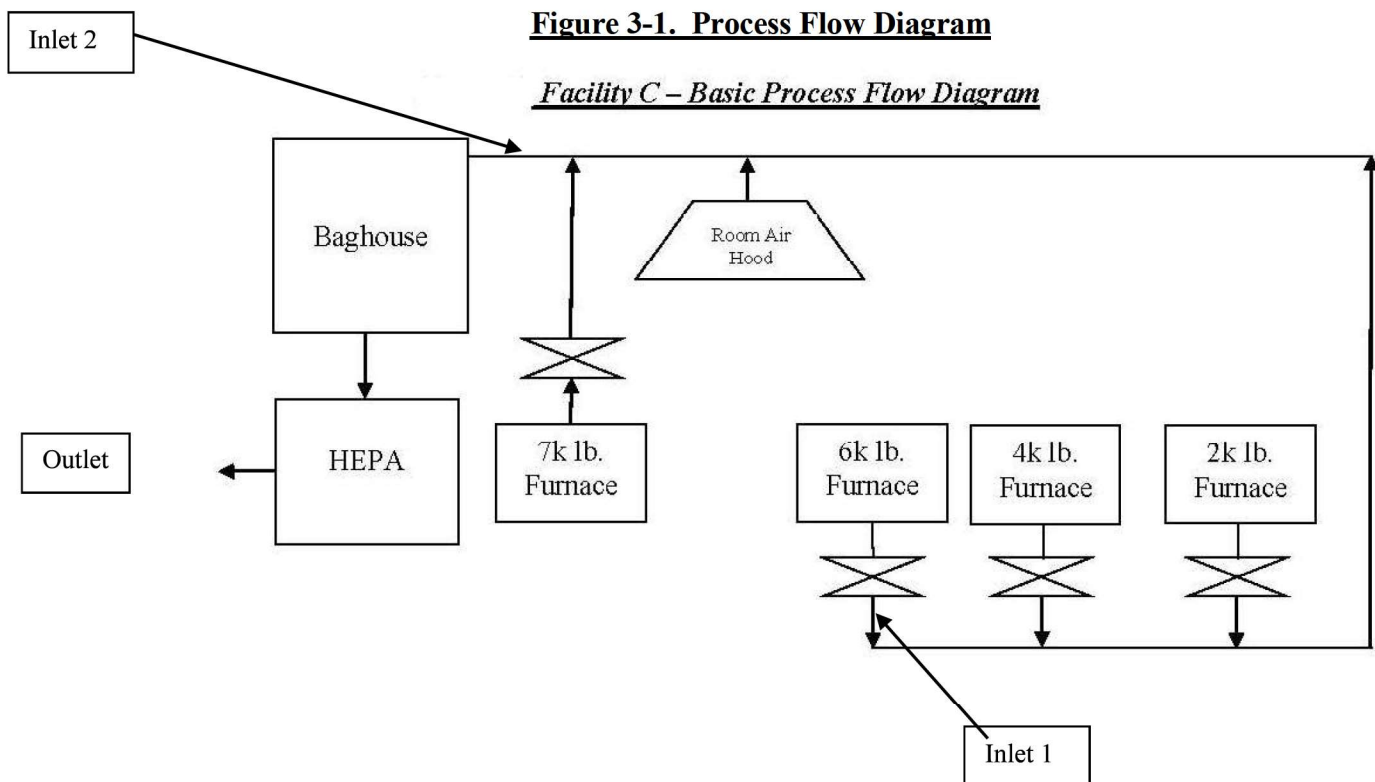 Figure 3-1. Process Flow Diagram
Inlet 2
Facility C – Basic Process Flow Diagram
Baghouse
Room Air
Hood
HEPA
Outlet
7k lb.
Furnace
6k lb.
Furnace
4k lb.
Furnace
2k lb.
Furnace
Inlet 1